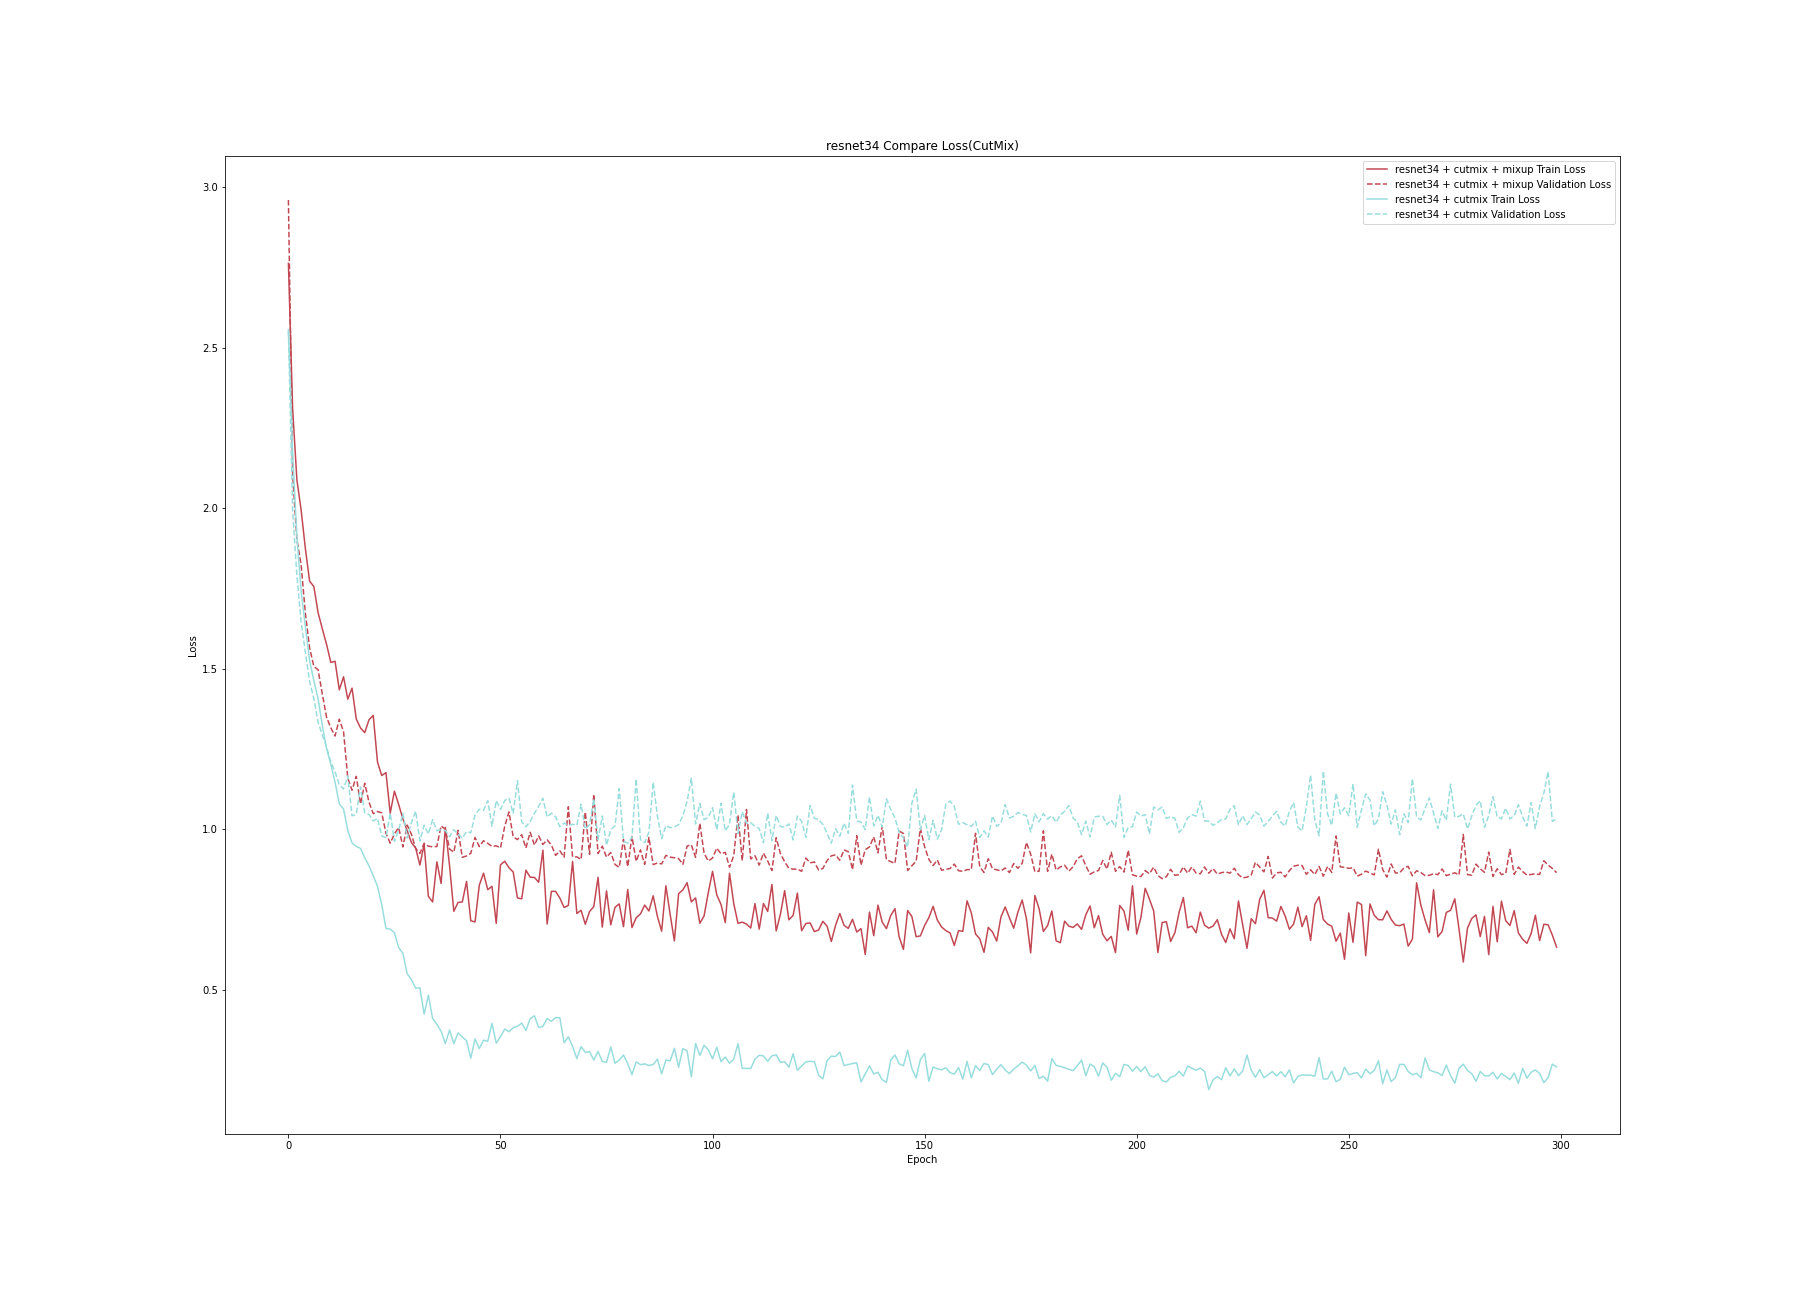 resnet34 Compare Loss(CutMix)
resnet34 + cutmix + mixup Train Loss
resnet34 + cutmix + mixup Validation Loss
resnet34 + cutmix Train Loss
resnet34 + cutmix Validation Loss
3.0
2.5
2.0
1.5
1.0
0.5
Loss
0 50 100 150 200 250 300
Epoch